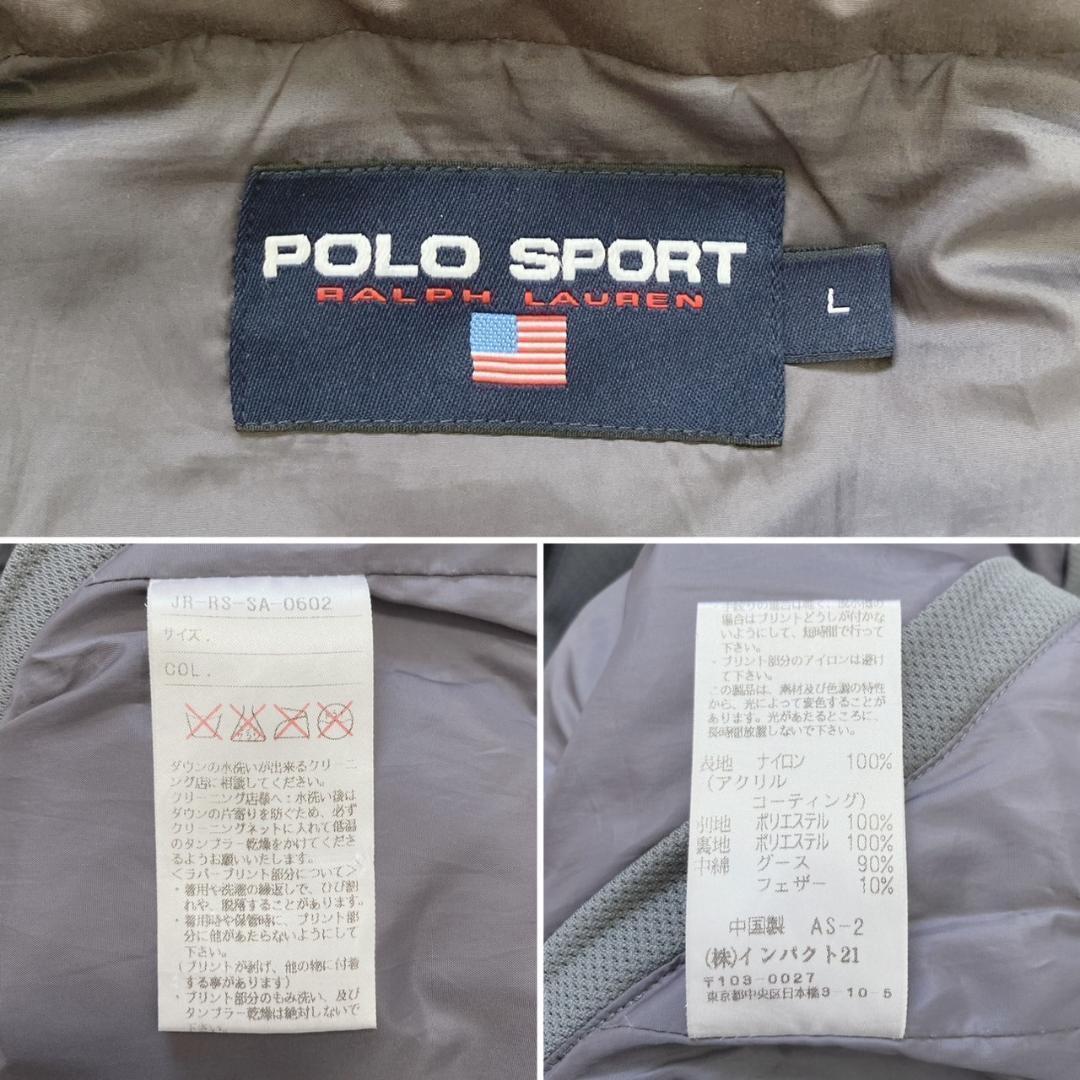 POLO SPORT
RALPH LAUREN
L
JR-RS-SA-0602
サイズ.
COL.
ダウンの水洗いが出来るクリーニ
ング店に相談してください。
クリーニング店様へ:水洗い後は
ダウンの片寄りを防ぐため、必ず
クリーニングネットに入れて低温
のタンブラー乾燥をかけてくださ
るようお願いいたします。
<ラバープリント部分について>
・着用や洗濯の繰返しで、ひび割
れや、脱落することがあります。
・着用時や保管時に、プリント部
分に他があたらないようにして
下さい。
(プリントが剥げ、他の物に付着
する事があります)
・プリント部分のもみ洗い、及び
タンブラー乾燥は絶対しないで
下さい。
場合はプリントどうしが付かな
いようにして、短時間で行って
下さい。
・プリント部分のアイロンは避け
て下さい。
この製品は、素材及び色調の特性
から、光によって変色することが
あります。光があたるところに、
長時間放置しないで下さい。
表地 ナイロン 100%
(アクリル
コーティング)
別地 ポリエステル 100%
裏地 ポリエステル 100%
中綿 グース 90%
フェザー 10%
中国製 AS-2
(株)インパクト21
〒103-0027
東京都中央区日本橋3-10-5